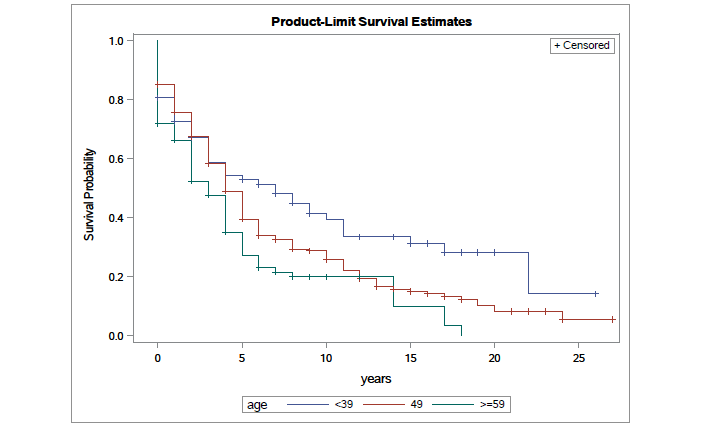 Product-Limit Survival Estimates
+ Censored
1.0
0.8
0.6
0.4
0.2
0.0
Survival Probability
0 5 10 15 20 25
years
age <39 49 >=59